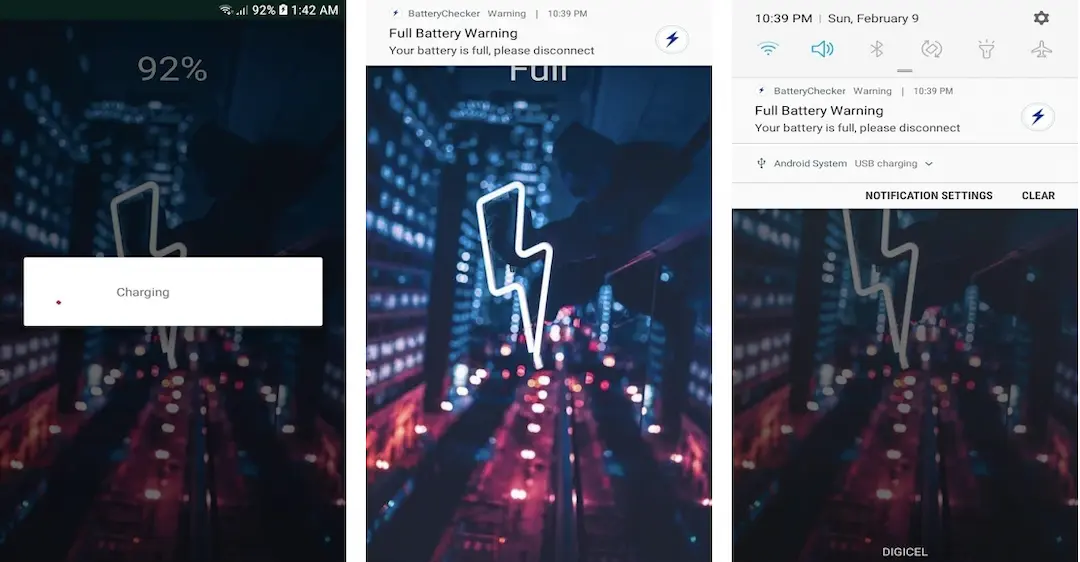 92% 1:42 AM
92%
Charging
BatteryChecker Warning | 10:39 PM
Full Battery Warning
Your battery is full, please disconnect
Full
10:39 PM | Sun, February 9
BatteryChecker Warning | 10:39 PM
Full Battery Warning
Your battery is full, please disconnect
Android System USB charging
NOTIFICATION SETTINGS CLEAR
DIGICEL